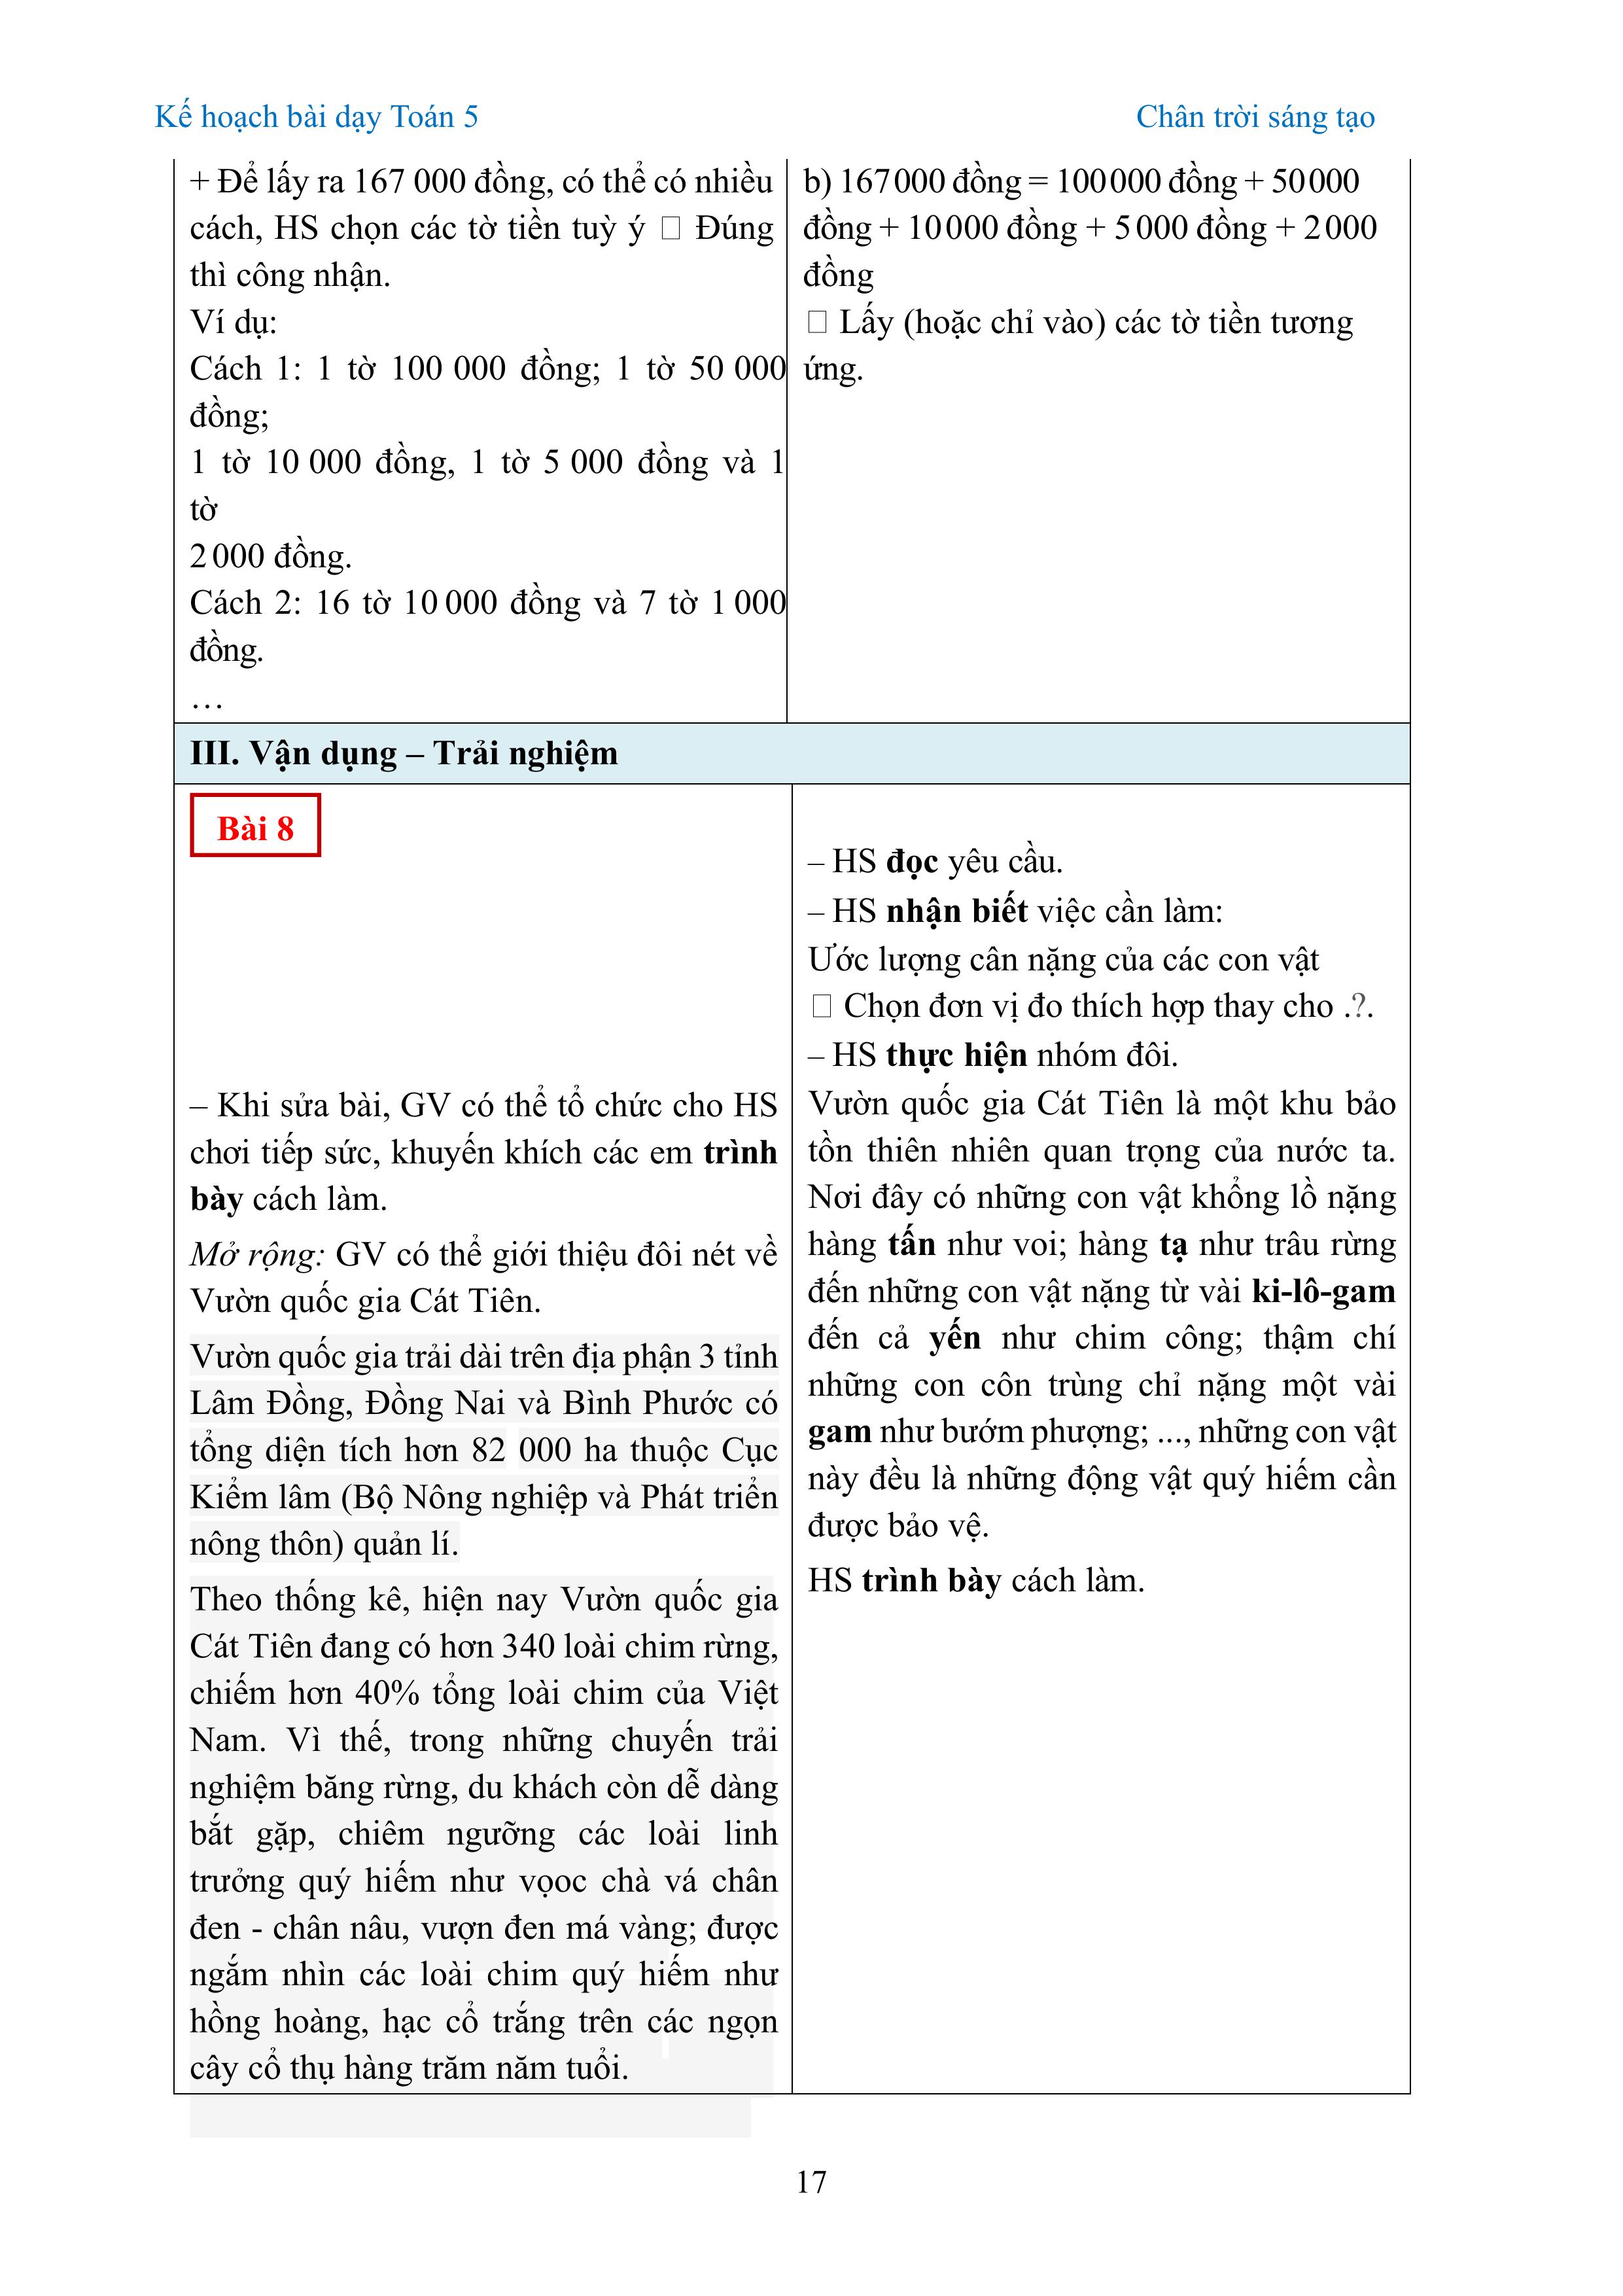 Kế hoạch bài dạy Toán 5
Chân trời sáng tạo
+ Để lấy ra 167 000 đồng, có thể có nhiều
cách, HS chọn các tờ tiền tuỳ ý □ Đúng
thì công nhận.
Ví dụ:
Cách 1: 1 tờ 100 000 đồng; 1 tờ 50 000
đồng;
1 tờ 10 000 đồng, 1 tờ 5 000 đồng và 1
tờ
2 000 đồng.
Cách 2: 16 tờ 10 000 đồng và 7 tờ 1 000
đồng.
…
b) 167 000 đồng = 100 000 đồng + 50 000
đồng + 10 000 đồng + 5 000 đồng + 2 000
đồng
□ Lấy (hoặc chỉ vào) các tờ tiền tương
ứng.
III. Vận dụng – Trải nghiệm
Bài 8
– Khi sửa bài, GV có thể tổ chức cho HS
chơi tiếp sức, khuyến khích các em trình
bày cách làm.
Mở rộng: GV có thể giới thiệu đôi nét về
Vườn quốc gia Cát Tiên.
Vườn quốc gia trải dài trên địa phận 3 tỉnh
Lâm Đồng, Đồng Nai và Bình Phước có
tổng diện tích hơn 82 000 ha thuộc Cục
Kiểm lâm (Bộ Nông nghiệp và Phát triển
nông thôn) quản lí.
Theo thống kê, hiện nay Vườn quốc gia
Cát Tiên đang có hơn 340 loài chim rừng,
chiếm hơn 40% tổng loài chim của Việt
Nam. Vì thế, trong những chuyến trải
nghiệm băng rừng, du khách còn dễ dàng
bắt gặp, chiêm ngưỡng các loài linh
trưởng quý hiếm như vọoc chà vá chân
đen - chân nâu, vượn đen má vàng; được
ngắm nhìn các loài chim quý hiếm như
hồng hoàng, hạc cổ trắng trên các ngọn
cây cổ thụ hàng trăm năm tuổi.
– HS đọc yêu cầu.
– HS nhận biết việc cần làm:
Ước lượng cân nặng của các con vật
□ Chọn đơn vị đo thích hợp thay cho .?.
– HS thực hiện nhóm đôi.
Vườn quốc gia Cát Tiên là một khu bảo
tồn thiên nhiên quan trọng của nước ta.
Nơi đây có những con vật khổng lồ nặng
hàng tấn như voi; hàng tạ như trâu rừng
đến những con vật nặng từ vài ki-lô-gam
đến cả yến như chim công; thậm chí
những con côn trùng chỉ nặng một vài
gam như bướm phượng; ..., những con vật
này đều là những động vật quý hiếm cần
được bảo vệ.
HS trình bày cách làm.
17